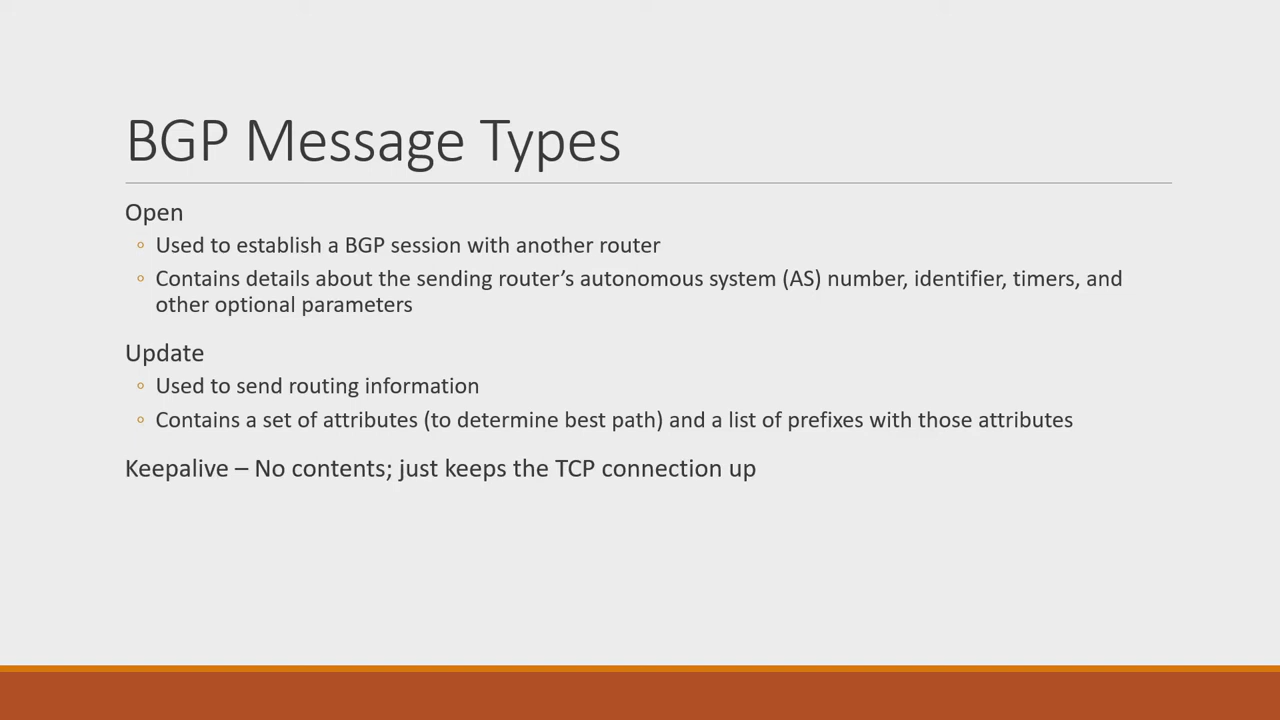 BGP Message Types
Open
◦ Used to establish a BGP session with another router
◦ Contains details about the sending router’s autonomous system (AS) number, identifier, timers, and
other optional parameters
Update
◦ Used to send routing information
◦ Contains a set of attributes (to determine best path) and a list of prefixes with those attributes
Keepalive – No contents; just keeps the TCP connection up